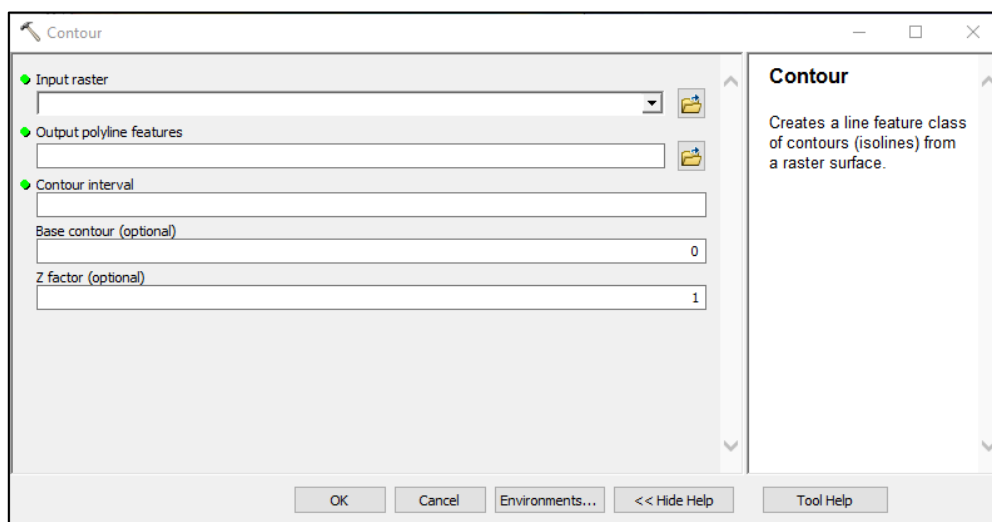 Contour
Input raster
Output polyline features
Contour interval
Base contour (optional)
0
Z factor (optional)
1
OK
Cancel
Environments...
<< Hide Help
Contour
Creates a line feature class
of contours (isolines) from
a raster surface.
Tool Help